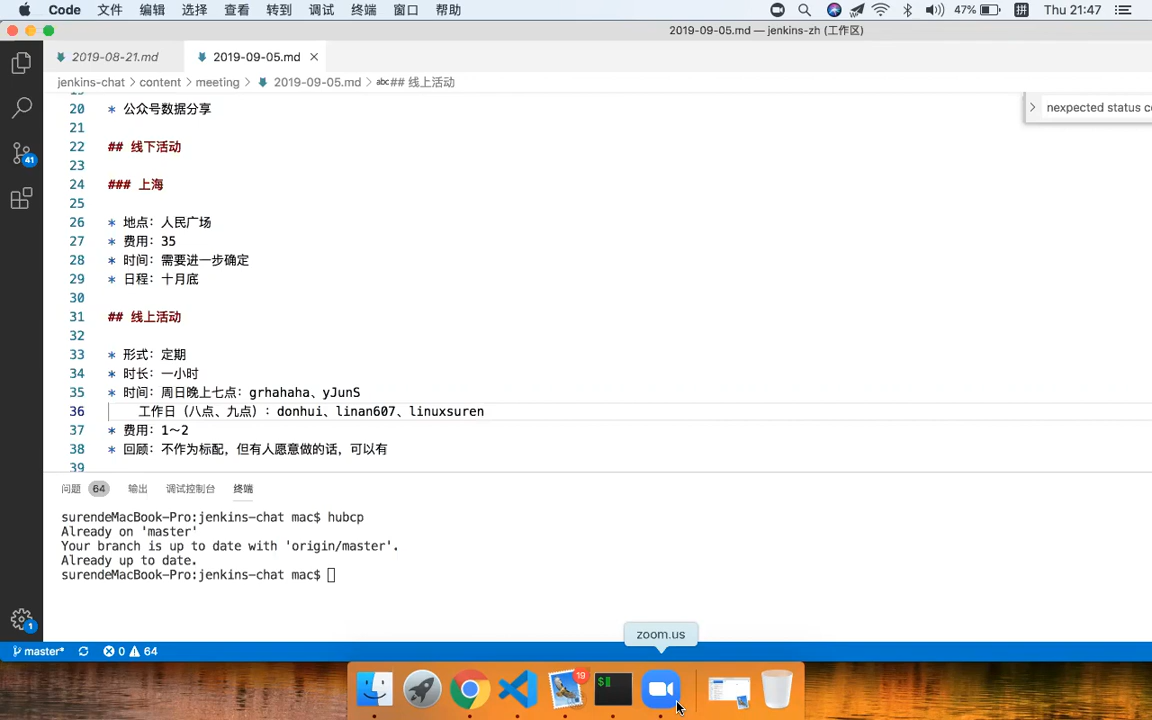 Code 文件 编辑 选择 查看 转到 调试 终端 窗口 帮助 47% 拼 Thu 21:47
2019-09-05.md — jenkins-zh (工作区)
2019-08-21.md 2019-09-05.md
jenkins-chat > content > meeting > 2019-09-05.md > abc ## 线上活动
20 * 公众号数据分享
nexpected status co
21
22 ## 线下活动
23
24 ### 上海
25
26 * 地点：人民广场
27 * 费用：35
28 * 时间：需要进一步确定
29 * 日程：十月底
30
31 ## 线上活动
32
33 * 形式：定期
34 * 时长：一小时
35 * 时间：周日晚上七点：grhahaha、yJunS
36 工作日（八点、九点）：donhui、linan607、linuxsuren
37 * 费用：1～2
38 * 回顾：不作为标配，但有人愿意做的话，可以有
39
41
问题 64 输出 调试控制台 终端
surendeMacBook-Pro:jenkins-chat mac$ hubcp
Already on 'master'
Your branch is up to date with 'origin/master'.
Already up to date.
surendeMacBook-Pro:jenkins-chat mac$
1
zoom.us
master* 0 64
19
$